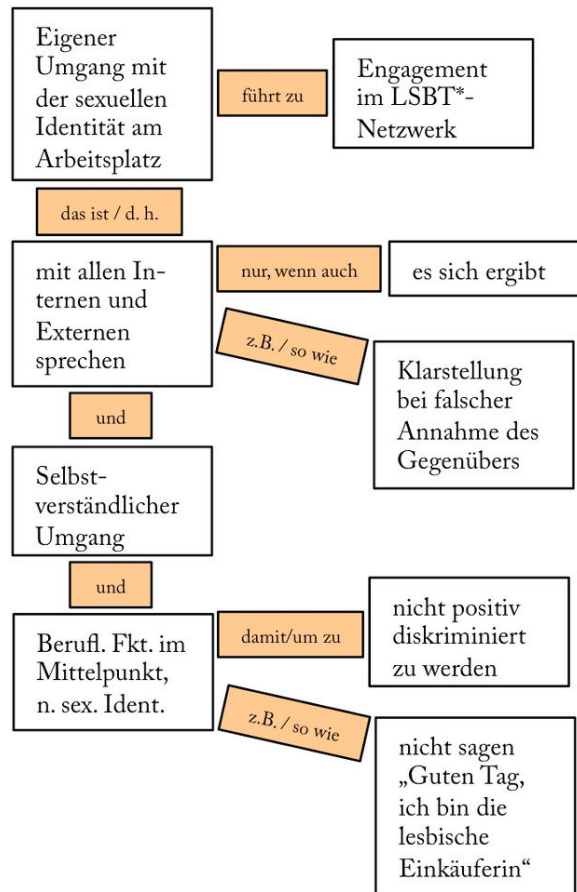 Eigener
Umgang mit
der sexuellen
Identität am
Arbeitsplatz
führt zu
Engagement
im LSBT*-
Netzwerk
das ist / d. h.
mit allen In-
ternen und
Externen
sprechen
nur, wenn auch
es sich ergibt
z.B. / so wie
Klarstellung
bei falscher
Annahme des
Gegenübers
und
Selbst-
verständlicher
Umgang
und
Berufl. Fkt. im
Mittelpunkt,
n. sex. Ident.
damit/um zu
nicht positiv
diskriminiert
zu werden
z.B. / so wie
nicht sagen
„Guten Tag,
ich bin die
lesbische
Einkäuferin“